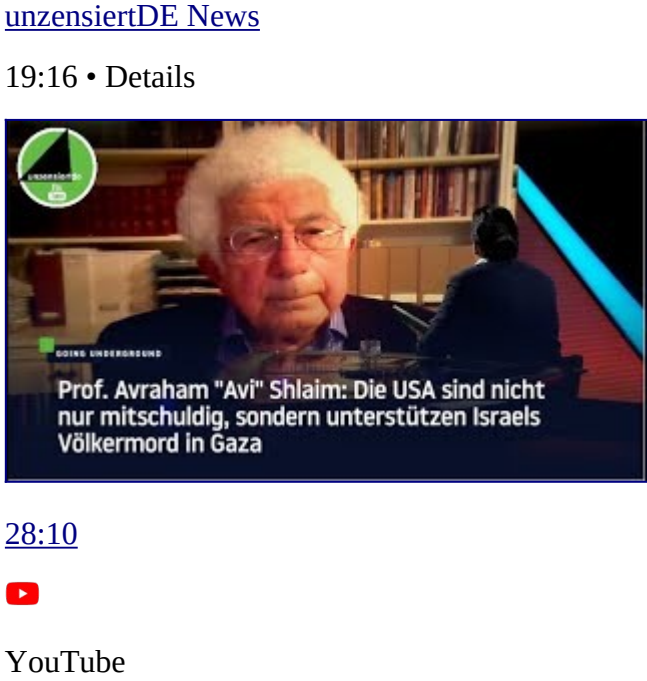 unzensiertDE News
19:16 • Details
unzensiertDE
GOING UNDERGROUND
Prof. Avraham "Avi" Shlaim: Die USA sind nicht
nur mitschuldig, sondern unterstützen Israels
Völkermord in Gaza
28:10
YouTube